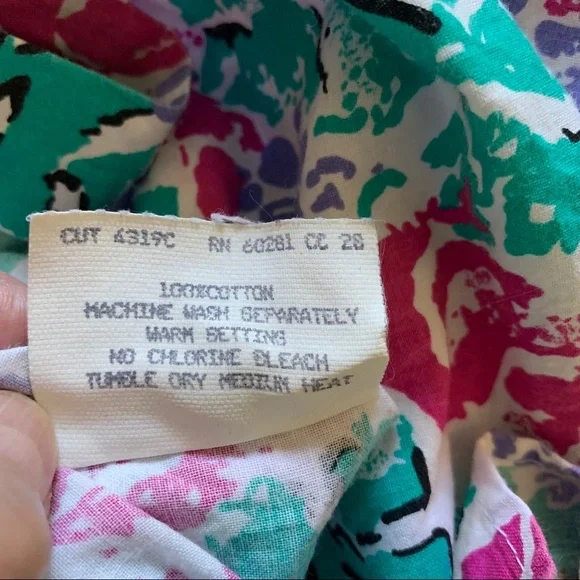 CUT 4319C RN 60281 CC 28
100%COTTON
MACHINE WASH SEPARATELY
WARM SETTING
NO CHLORINE BLEACH
TUMBLE DRY MEDIUM HEAT